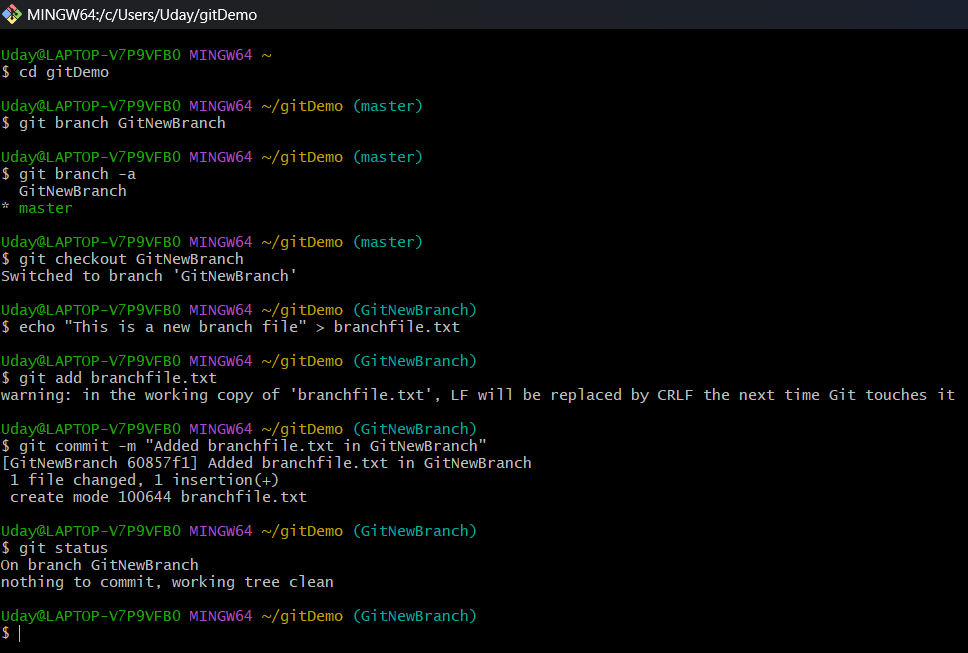 MINGW64:/c/Users/Uday/gitDemo
Uday@LAPTOP-V7P9VFB0 MINGW64 ~
$ cd gitDemo
Uday@LAPTOP-V7P9VFB0 MINGW64 ~/gitDemo (master)
$ git branch GitNewBranch
Uday@LAPTOP-V7P9VFB0 MINGW64 ~/gitDemo (master)
$ git branch -a
  GitNewBranch
* master
Uday@LAPTOP-V7P9VFB0 MINGW64 ~/gitDemo (master)
$ git checkout GitNewBranch
Switched to branch 'GitNewBranch'
Uday@LAPTOP-V7P9VFB0 MINGW64 ~/gitDemo (GitNewBranch)
$ echo "This is a new branch file" > branchfile.txt
Uday@LAPTOP-V7P9VFB0 MINGW64 ~/gitDemo (GitNewBranch)
$ git add branchfile.txt
warning: in the working copy of 'branchfile.txt', LF will be replaced by CRLF the next time Git touches it
Uday@LAPTOP-V7P9VFB0 MINGW64 ~/gitDemo (GitNewBranch)
$ git commit -m "Added branchfile.txt in GitNewBranch"
[GitNewBranch 60857f1] Added branchfile.txt in GitNewBranch
 1 file changed, 1 insertion(+)
 create mode 100644 branchfile.txt
Uday@LAPTOP-V7P9VFB0 MINGW64 ~/gitDemo (GitNewBranch)
$ git status
On branch GitNewBranch
nothing to commit, working tree clean
Uday@LAPTOP-V7P9VFB0 MINGW64 ~/gitDemo (GitNewBranch)
$